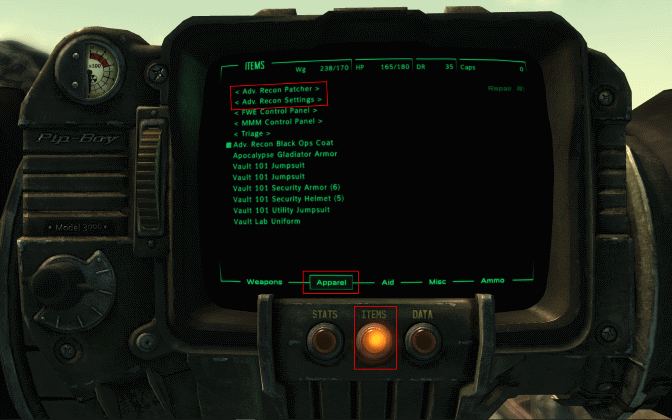 ITEMS Wg 238/170 HP 165/180 DR 35 Caps 0
< Adv. Recon Patcher >
< Adv. Recon Settings >
< FWE Control Panel >
< MMM Control Panel >
< Triage >
Adv. Recon Black Ops Coat
Apocalypse Gladiator Armor
Vault 101 Jumpsuit
Vault 101 Jumpsuit
Vault 101 Security Armor (6)
Vault 101 Security Helmet (5)
Vault 101 Utility Jumpsuit
Vault Lab Uniform
Weapons Apparel Aid Misc Ammo
Pip-Boy
Model 3000
x100
STATS ITEMS DATA